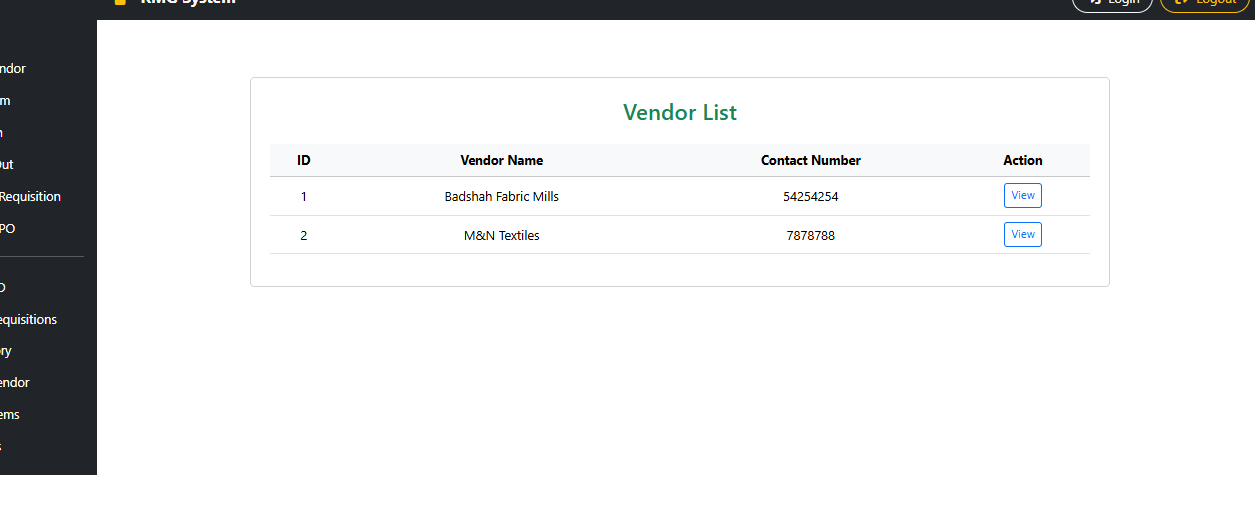 RMG System
Login
Logout
ndor
m
Out
Requisition
PO
equisitions
ry
endor
ems
Vendor List
ID Vendor Name Contact Number Action
1 Badshah Fabric Mills 54254254 View
2 M&N Textiles 7878788 View